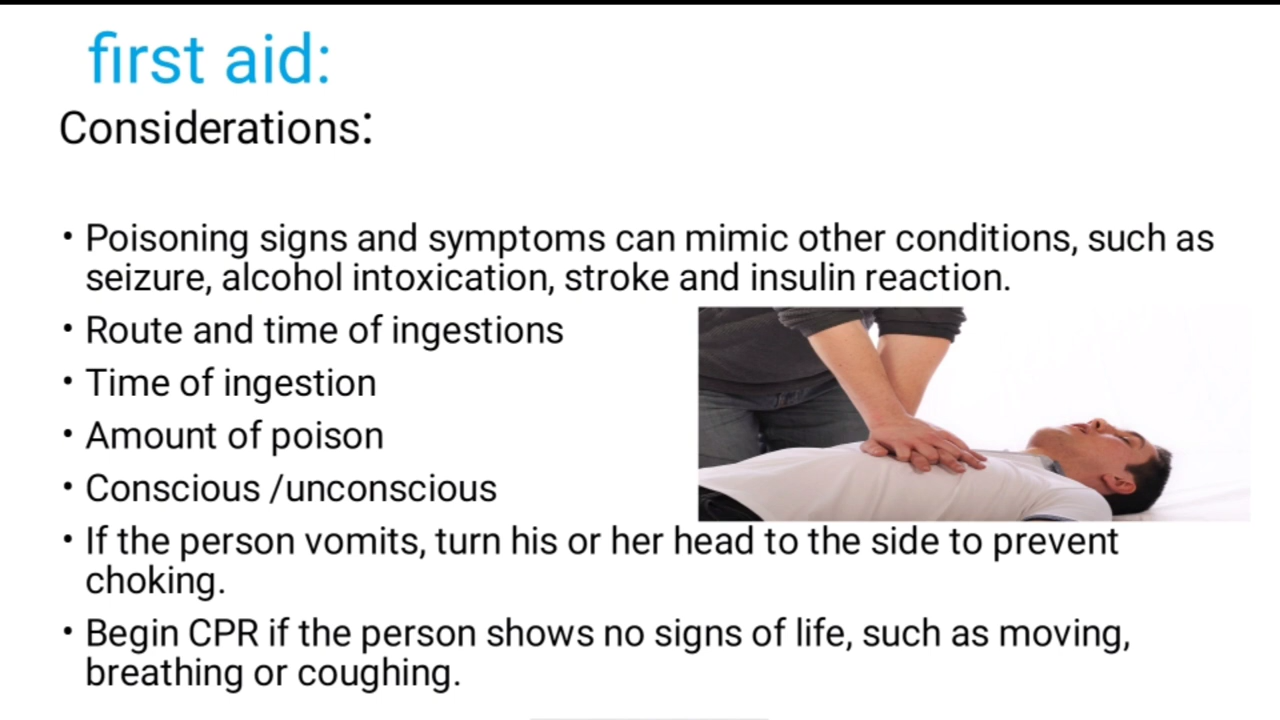 first aid:
Considerations:
• Poisoning signs and symptoms can mimic other conditions, such as
seizure, alcohol intoxication, stroke and insulin reaction.
• Route and time of ingestions
• Time of ingestion
• Amount of poison
• Conscious /unconscious
• If the person vomits, turn his or her head to the side to prevent
choking.
• Begin CPR if the person shows no signs of life, such as moving,
breathing or coughing.